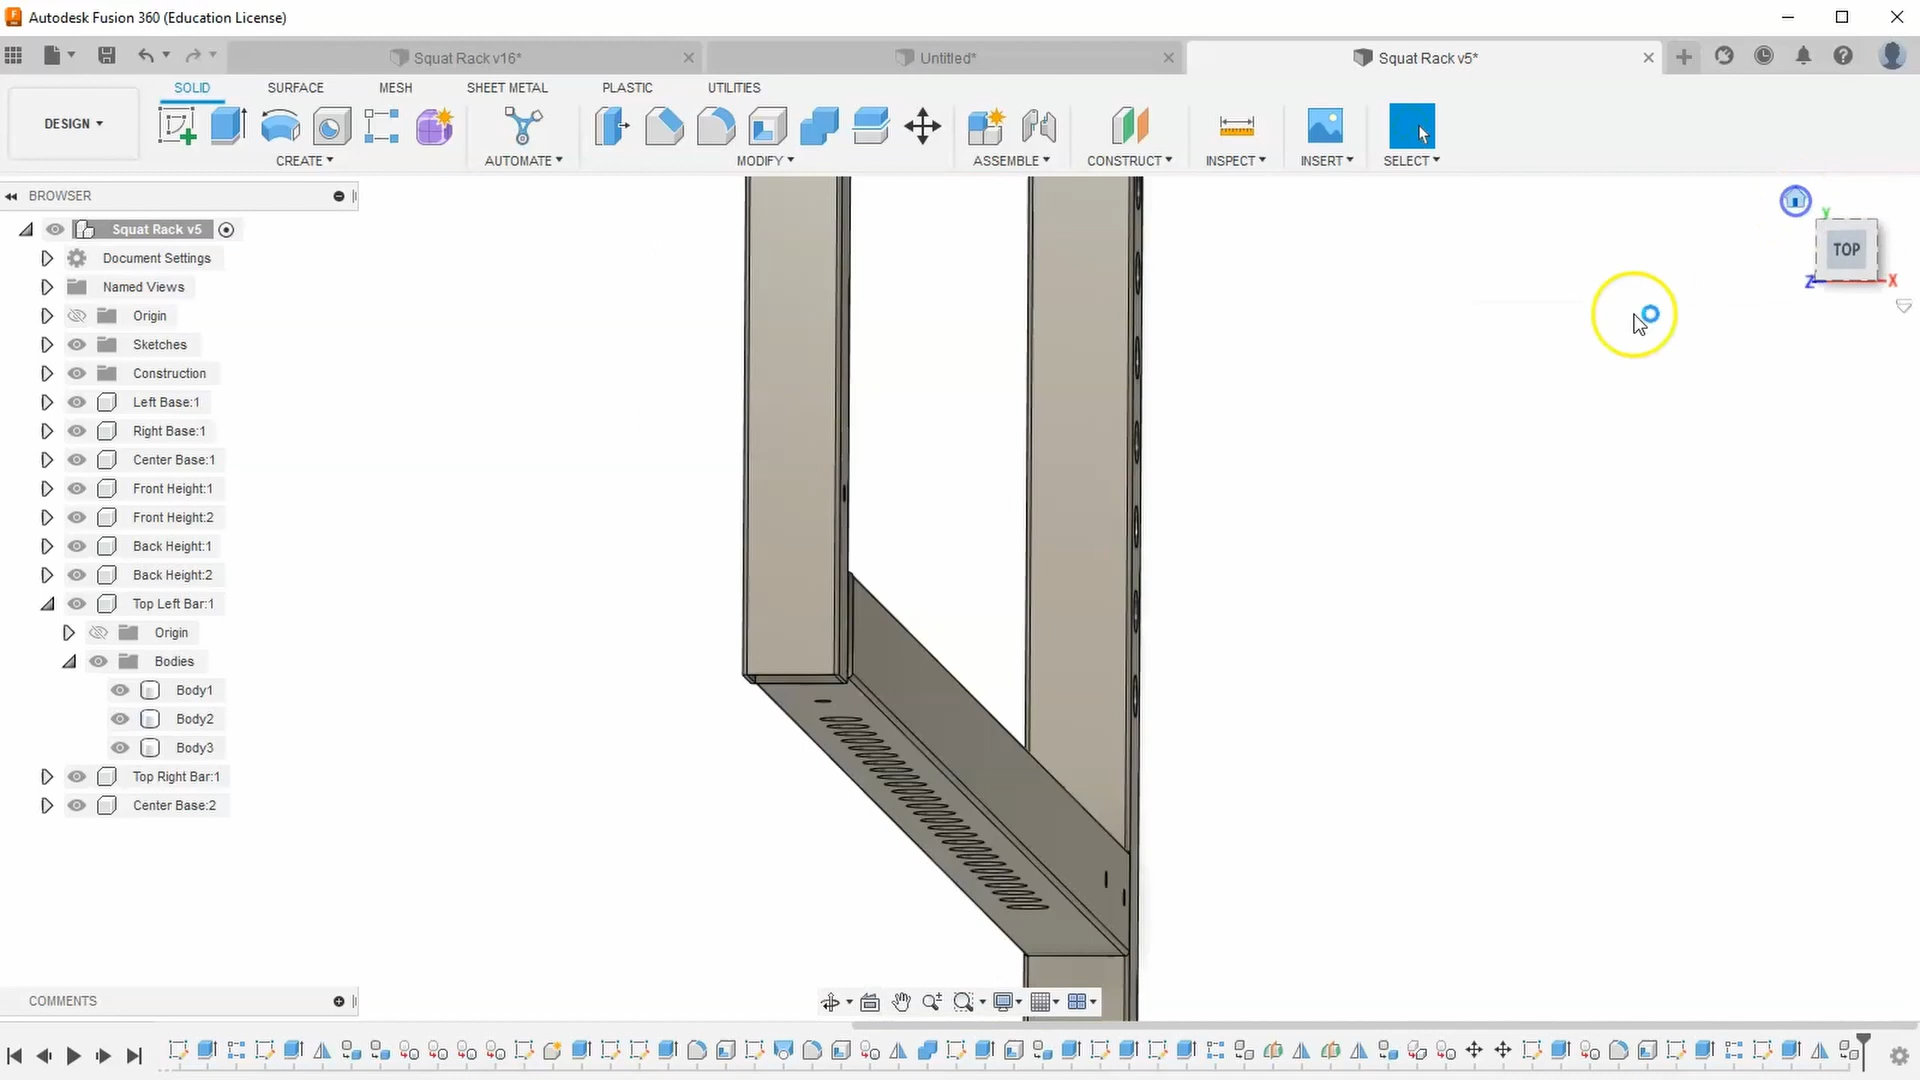 Autodesk Fusion 360 (Education License)
Squat Rack v16*
Untitled*
Squat Rack v5*
SOLID
SURFACE
MESH
SHEET METAL
PLASTIC
UTILITIES
DESIGN
CREATE
AUTOMATE
MODIFY
ASSEMBLE
CONSTRUCT
INSPECT
INSERT
SELECT
BROWSER
Squat Rack v5
Document Settings
Named Views
Origin
Sketches
Construction
Left Base:1
Right Base:1
Center Base:1
Front Height:1
Front Height:2
Back Height:1
Back Height:2
Top Left Bar:1
Origin
Bodies
Body1
Body2
Body3
Top Right Bar:1
Center Base:2
Y
TOP
Z
X
COMMENTS